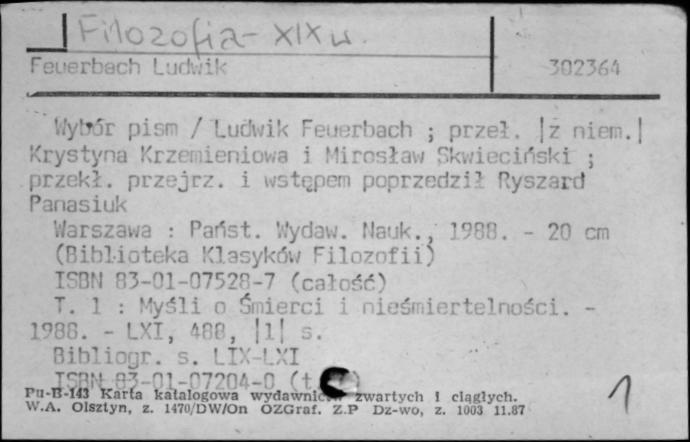 Filozofia - XIX w.
Feuerbach Ludwik 302364
Wybór pism / Ludwik Feuerbach ; przeł. |z niem.|
Krystyna Krzemieniowa i Mirosław Skwieciński ;
przekł. przejrz. i wstępem poprzedził Ryszard
Panasiuk
Warszawa : Państ. Wydaw. Nauk., 1988. - 20 cm
(Biblioteka Klasyków Filozofii)
ISBN 83-01-07528-7 (całość)
T. 1 : Myśli o śmierci i nieśmiertelności. -
1988. - LXI, 488, |1| s.
Bibliogr. s. LIX-LXI
ISBN 83-01-07204-0 (t.
Pu-B-143 Karta katalogowa wydawnictw zwartych i ciągłych.
W.A. Olsztyn, z. 1470/DW/On OZGraf. Z.P Dz-wo, z. 1003 11.87
1